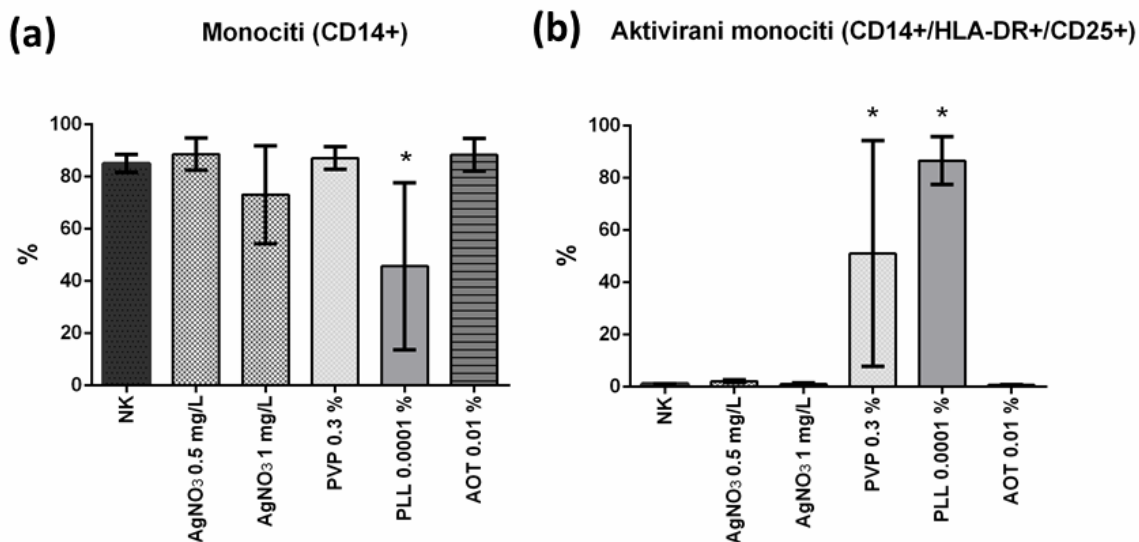 (a)
Monociti (CD14+)
%
100
80
60
40
20
0
NK
AgNO₃ 0.5 mg/L
AgNO₃ 1 mg/L
PVP 0.3 %
PLL 0.0001 %
AOT 0.01 %
*
(b)
Aktivirani monociti (CD14+/HLA-DR+/CD25+)
%
100
80
60
40
20
0
NK
AgNO₃ 0.5 mg/L
AgNO₃ 1 mg/L
PVP 0.3 %
PLL 0.0001 %
AOT 0.01 %
*
*